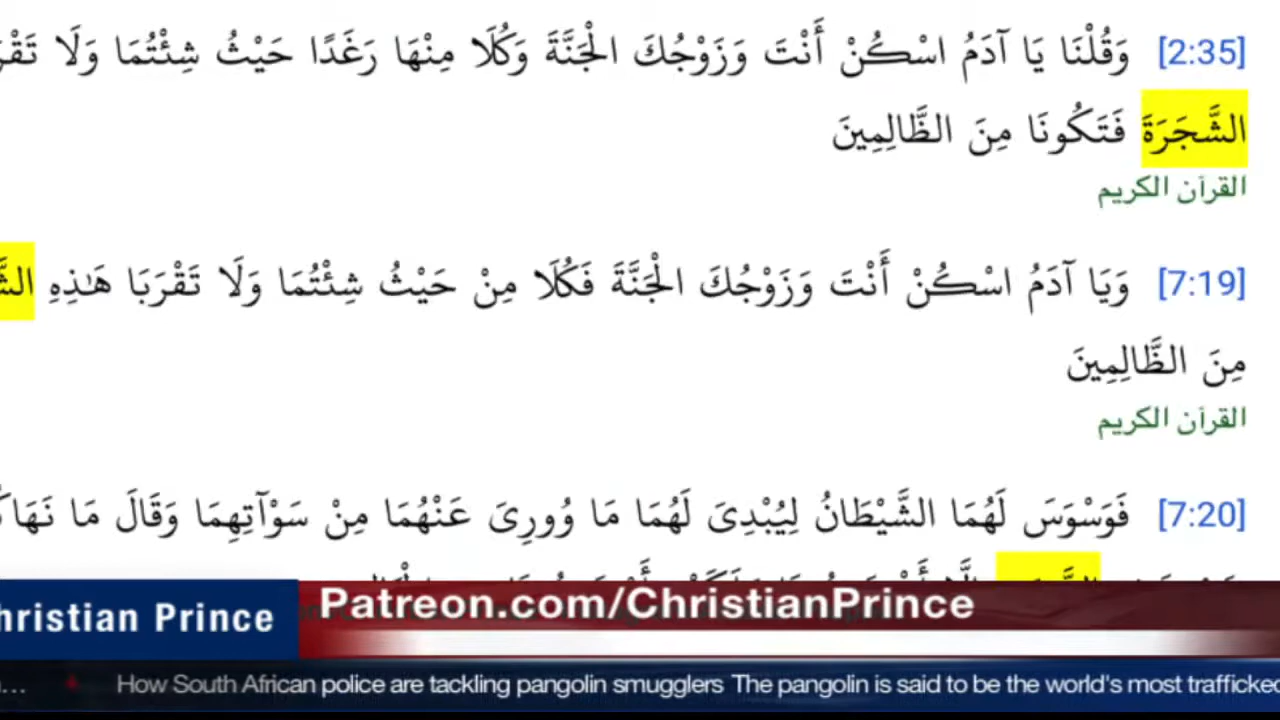 [2:35] وَقُلْنَا يَا آدَمُ اسْكُنْ أَنْتَ وَزَوْجُكَ الْجَنَّةَ وَكُلَا مِنْهَا رَغَدًا حَيْثُ شِئْتُمَا وَلَا
الشَّجَرَةَ فَتَكُونَا مِنَ الظَّالِمِينَ
القرآن الكريم
[7:19] وَيَا آدَمُ اسْكُنْ أَنْتَ وَزَوْجُكَ الْجَنَّةَ فَكُلَا مِنْ حَيْثُ شِئْتُمَا وَلَا تَقْرَبَا هَٰذِهِ
مِنَ الظَّالِمِينَ
القرآن الكريم
[7:20] فَوَسْوَسَ لَهُمَا الشَّيْطَانُ لِيُبْدِيَ لَهُمَا مَا وُورِيَ عَنْهُمَا مِنْ سَوْآتِهِمَا وَقَالَ مَا
hristian Prince
Patreon.com/ChristianPrince
How South African police are tackling pangolin smugglers The pangolin is said to be the world's most trafficked